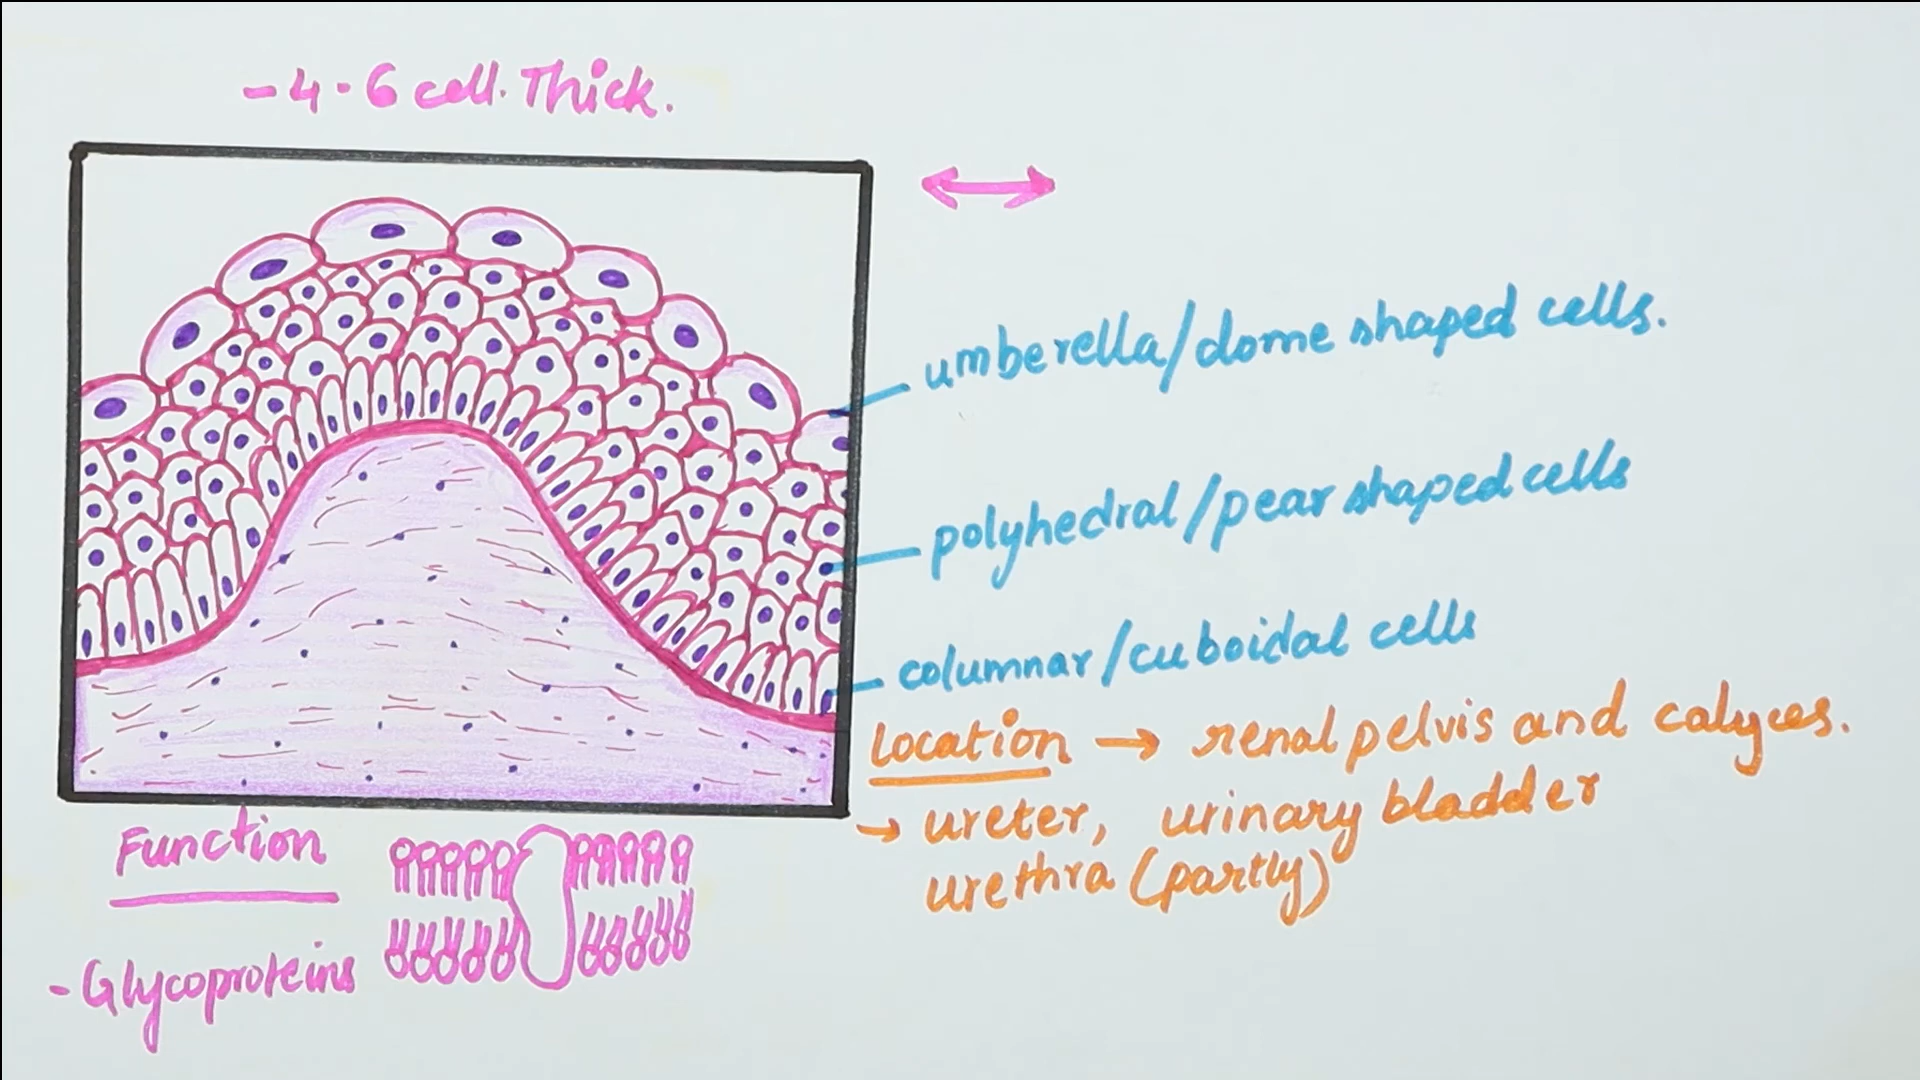 - 4-6 cell. Thick.
umberella/dome shaped cells.
polyhedral/pear shaped cells
columnar/cuboidal cells
Location → renal pelvis and calyces.
→ ureter, urinary bladder
urethra (partly)
Function
- Glycoproteins